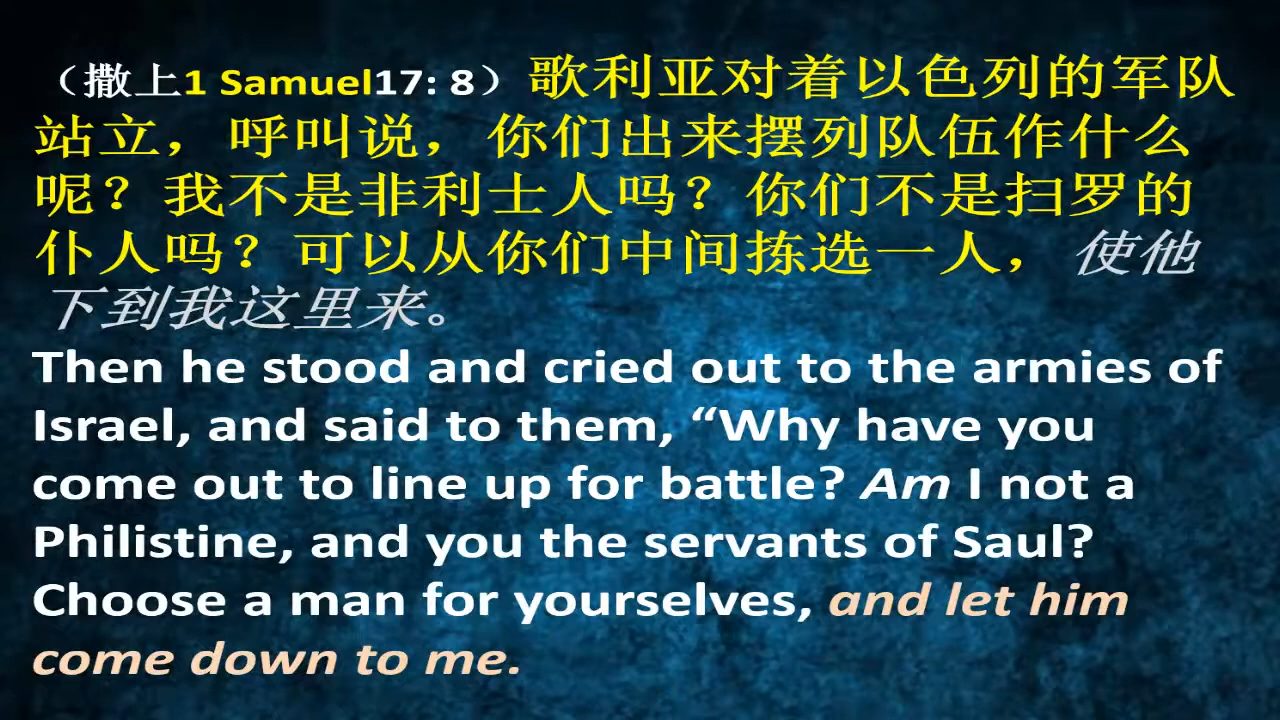 （撒上1 Samuel17: 8）歌利亚对着以色列的军队
站立，呼叫说，你们出来摆列队伍作什么
呢？我不是非利士人吗？你们不是扫罗的
仆人吗？可以从你们中间拣选一人，使他
下到我这里来。
Then he stood and cried out to the armies of
Israel, and said to them, “Why have you
come out to line up for battle? Am I not a
Philistine, and you the servants of Saul?
Choose a man for yourselves, and let him
come down to me.